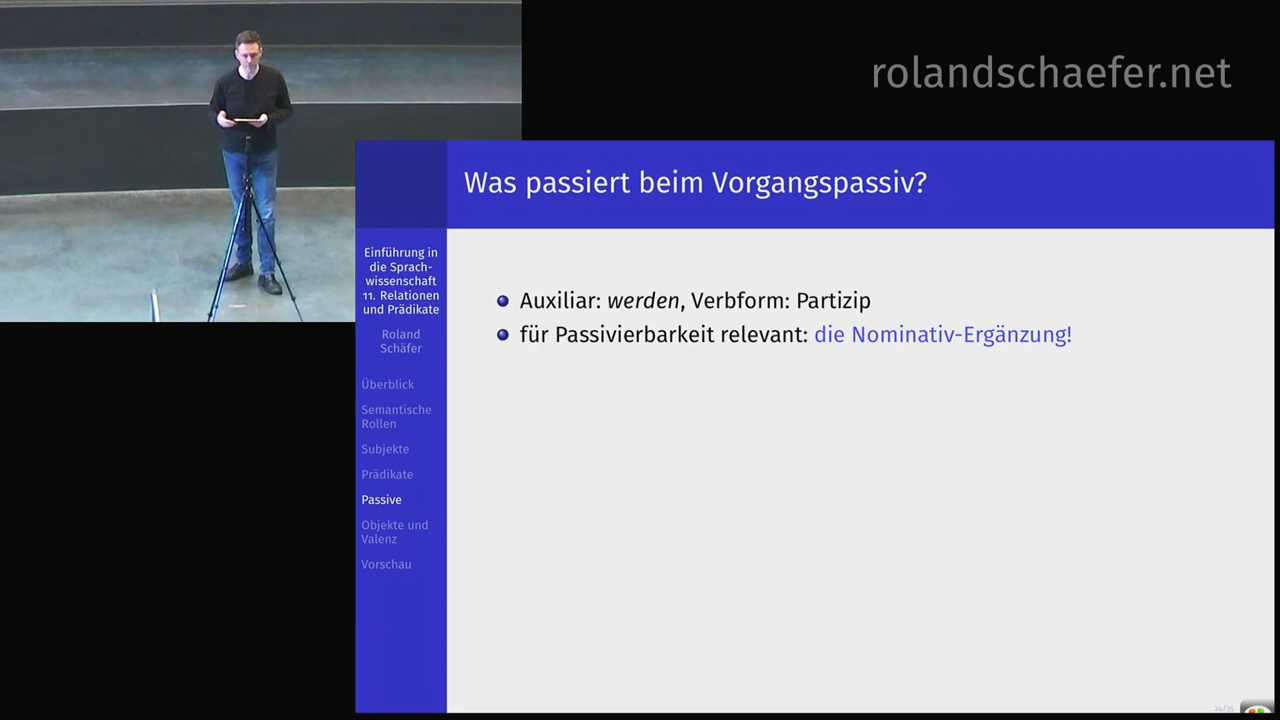 rolandschaefer.net
Was passiert beim Vorgangspassiv?
Einführung in
die Sprach-
wissenschaft
11. Relationen
und Prädikate
Roland
Schäfer
Überblick
Semantische
Rollen
Subjekte
Prädikate
Passive
Objekte und
Valenz
Vorschau
Auxiliar: werden, Verbform: Partizip
für Passivierbarkeit relevant: die Nominativ-Ergänzung!